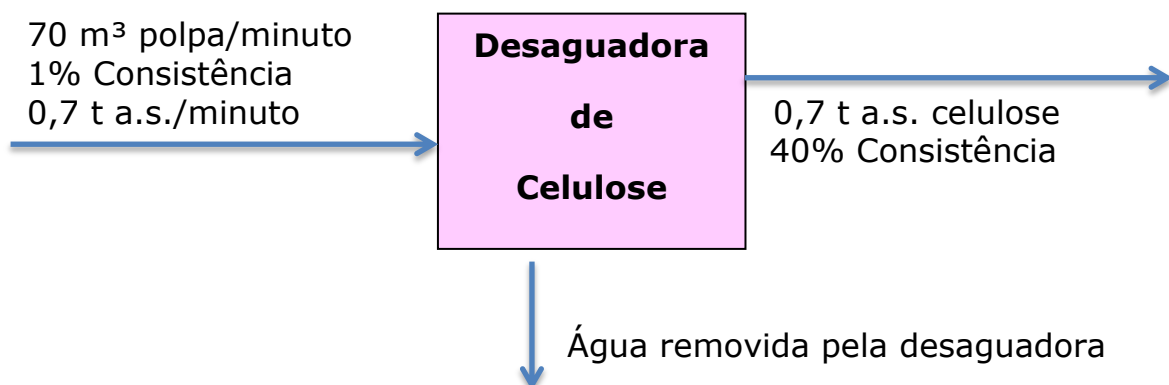 70 m³ polpa/minuto
1% Consistência
0,7 t a.s./minuto
Desaguadora
de
Celulose
0,7 t a.s. celulose
40% Consistência
Água removida pela desaguadora